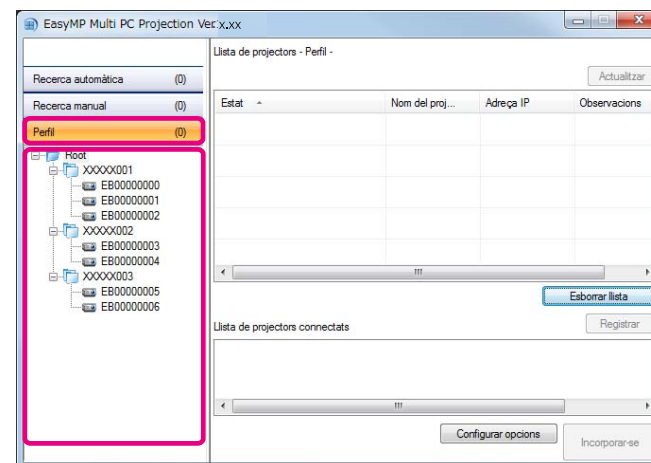 EasyMP Multi PC Projection Ver.x.xx
Llista de projectors - Perfil -
Actualitzar
Recerca automàtica (0)
Recerca manual (0)
Perfil (0)
Estat Nom del proj... Adreça IP Observacions
Root
XXXXX001
EB00000000
EB00000001
EB00000002
XXXXX002
EB00000003
EB00000004
XXXXX003
EB00000005
EB00000006
Esborrar llista
Llista de projectors connectats
Registrar
Configurar opcions
Incorporar-se